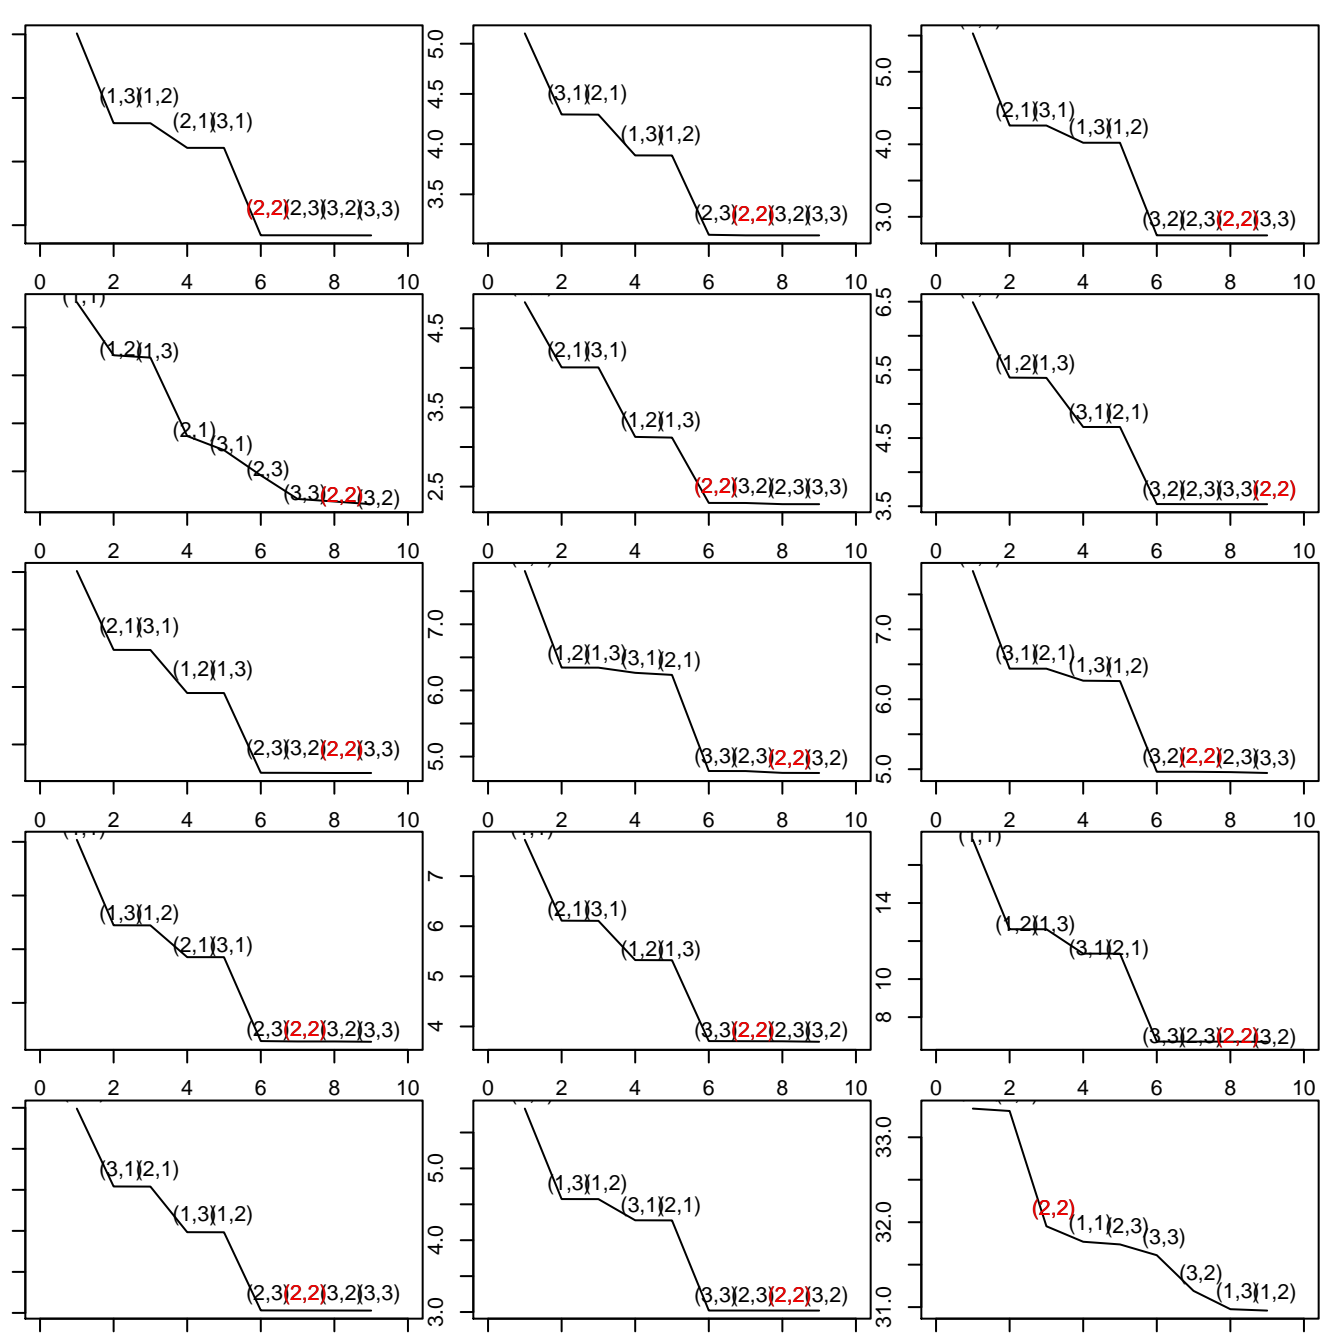 5.0 4.5 4.0 3.5 5.0 4.0 3.0
(1,3) (1,2) (2,1) (3,1) (2,2) (2,3) (3,2) (3,3)
(3,1) (2,1) (1,3) (1,2) (2,3) (2,2) (3,2) (3,3)
(2,1) (3,1) (1,3) (1,2) (3,2) (2,3) (2,2) (3,3)
0 2 4 6 8 10 0 2 4 6 8 10 0 2 4 6 8 10
4.5 3.5 2.5 6.5 5.5 4.5 3.5
(1,1) (1,2) (1,3) (2,1) (3,1) (2,3) (3,3) (2,2) (3,2)
(2,1) (3,1) (1,2) (1,3) (2,2) (3,2) (2,3) (3,3)
(1,2) (1,3) (3,1) (2,1) (3,2) (2,3) (3,3) (2,2)
0 2 4 6 8 10 0 2 4 6 8 10 0 2 4 6 8 10
7.0 6.0 5.0 7.0 6.0 5.0
(2,1) (3,1) (1,2) (1,3) (2,3) (3,2) (2,2) (3,3)
(1,2) (1,3) (3,1) (2,1) (3,3) (2,3) (2,2) (3,2)
(3,1) (2,1) (1,3) (1,2) (3,2) (2,2) (2,3) (3,3)
0 2 4 6 8 10 0 2 4 6 8 10 0 2 4 6 8 10
7 6 5 4 14 10 8
(1,3) (1,2) (2,1) (3,1) (2,3) (2,2) (3,2) (3,3)
(2,1) (3,1) (1,2) (1,3) (3,3) (2,2) (2,3) (3,2)
(1,1) (1,2) (1,3) (3,1) (2,1) (3,3) (2,3) (2,2) (3,2)
0 2 4 6 8 10 0 2 4 6 8 10 0 2 4 6 8 10
5.0 4.0 3.0 33.0 32.0 31.0
(3,1) (2,1) (1,3) (1,2) (2,3) (2,2) (3,2) (3,3)
(1,3) (1,2) (3,1) (2,1) (3,3) (2,3) (2,2) (3,2)
(2,2) (1,1) (2,3) (3,3) (3,2) (1,3) (1,2)